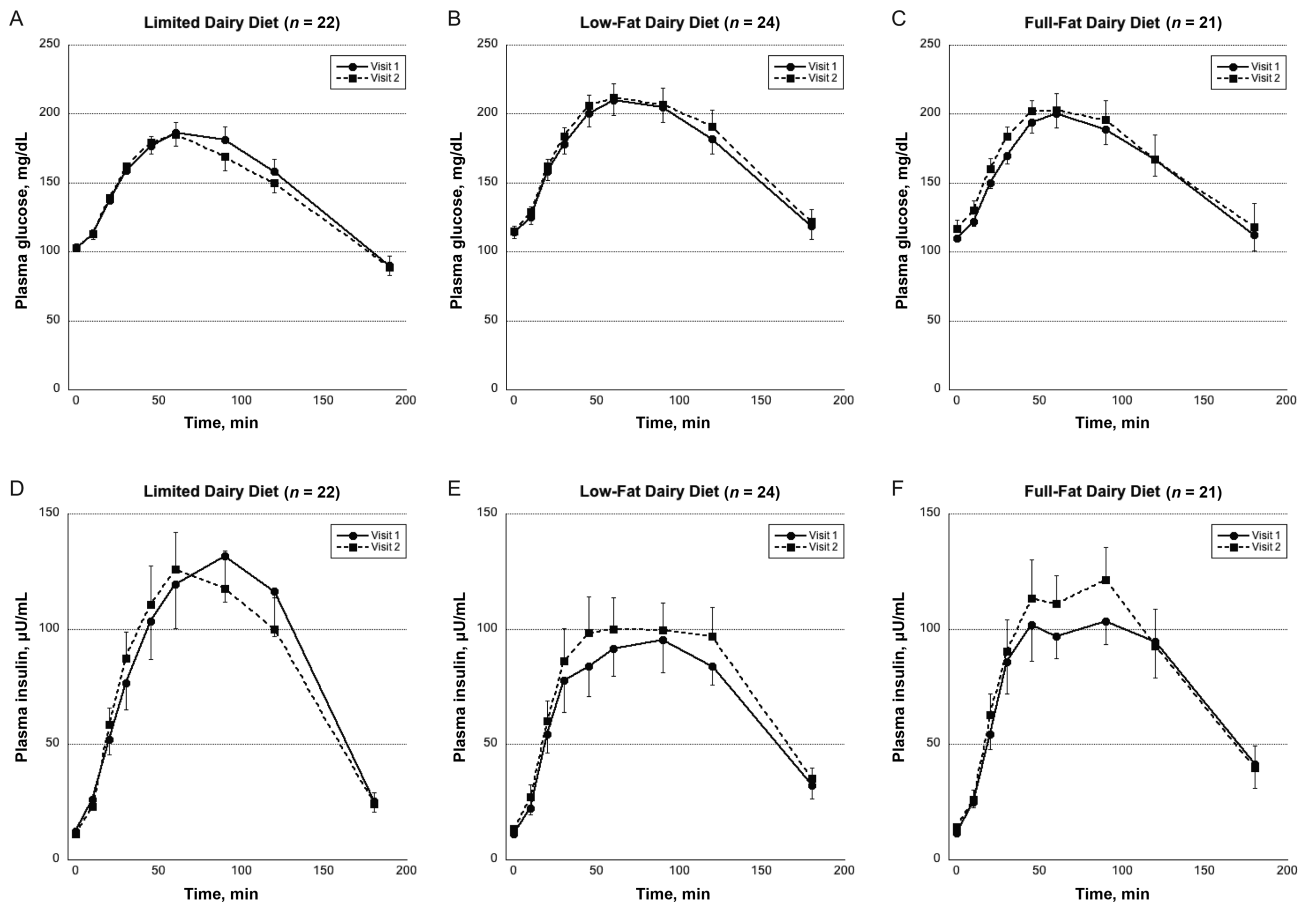 A
Limited Dairy Diet (n = 22)
250
200
150
100
50
0
Plasma glucose, mg/dL
Visit 1
Visit 2
0 50 100 150 200
Time, min
B
Low-Fat Dairy Diet (n = 24)
250
200
150
100
50
0
Plasma glucose, mg/dL
Visit 1
Visit 2
0 50 100 150 200
Time, min
C
Full-Fat Dairy Diet (n = 21)
250
200
150
100
50
0
Plasma glucose, mg/dL
Visit 1
Visit 2
0 50 100 150 200
Time, min
D
Limited Dairy Diet (n = 22)
150
100
50
0
Plasma insulin, µU/mL
Visit 1
Visit 2
0 50 100 150 200
Time, min
E
Low-Fat Dairy Diet (n = 24)
150
100
50
0
Plasma insulin, µU/mL
Visit 1
Visit 2
0 50 100 150 200
Time, min
F
Full-Fat Dairy Diet (n = 21)
150
100
50
0
Plasma insulin, µU/mL
Visit 1
Visit 2
0 50 100 150 200
Time, min